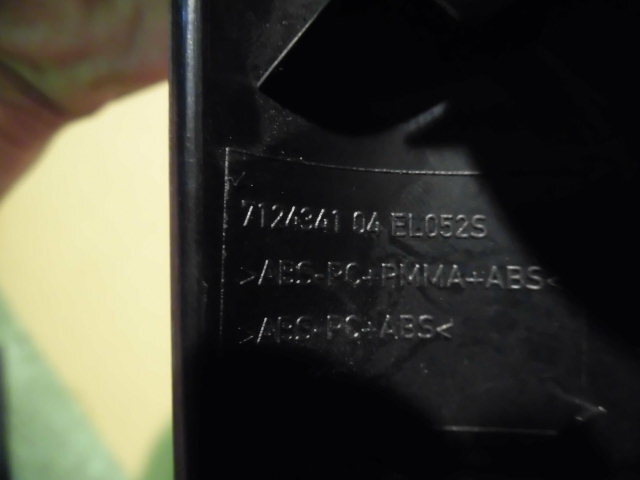 7124341 04 EL052S
>ABS-PC+PMMA+ABS<
>ABS-PC+ABS<